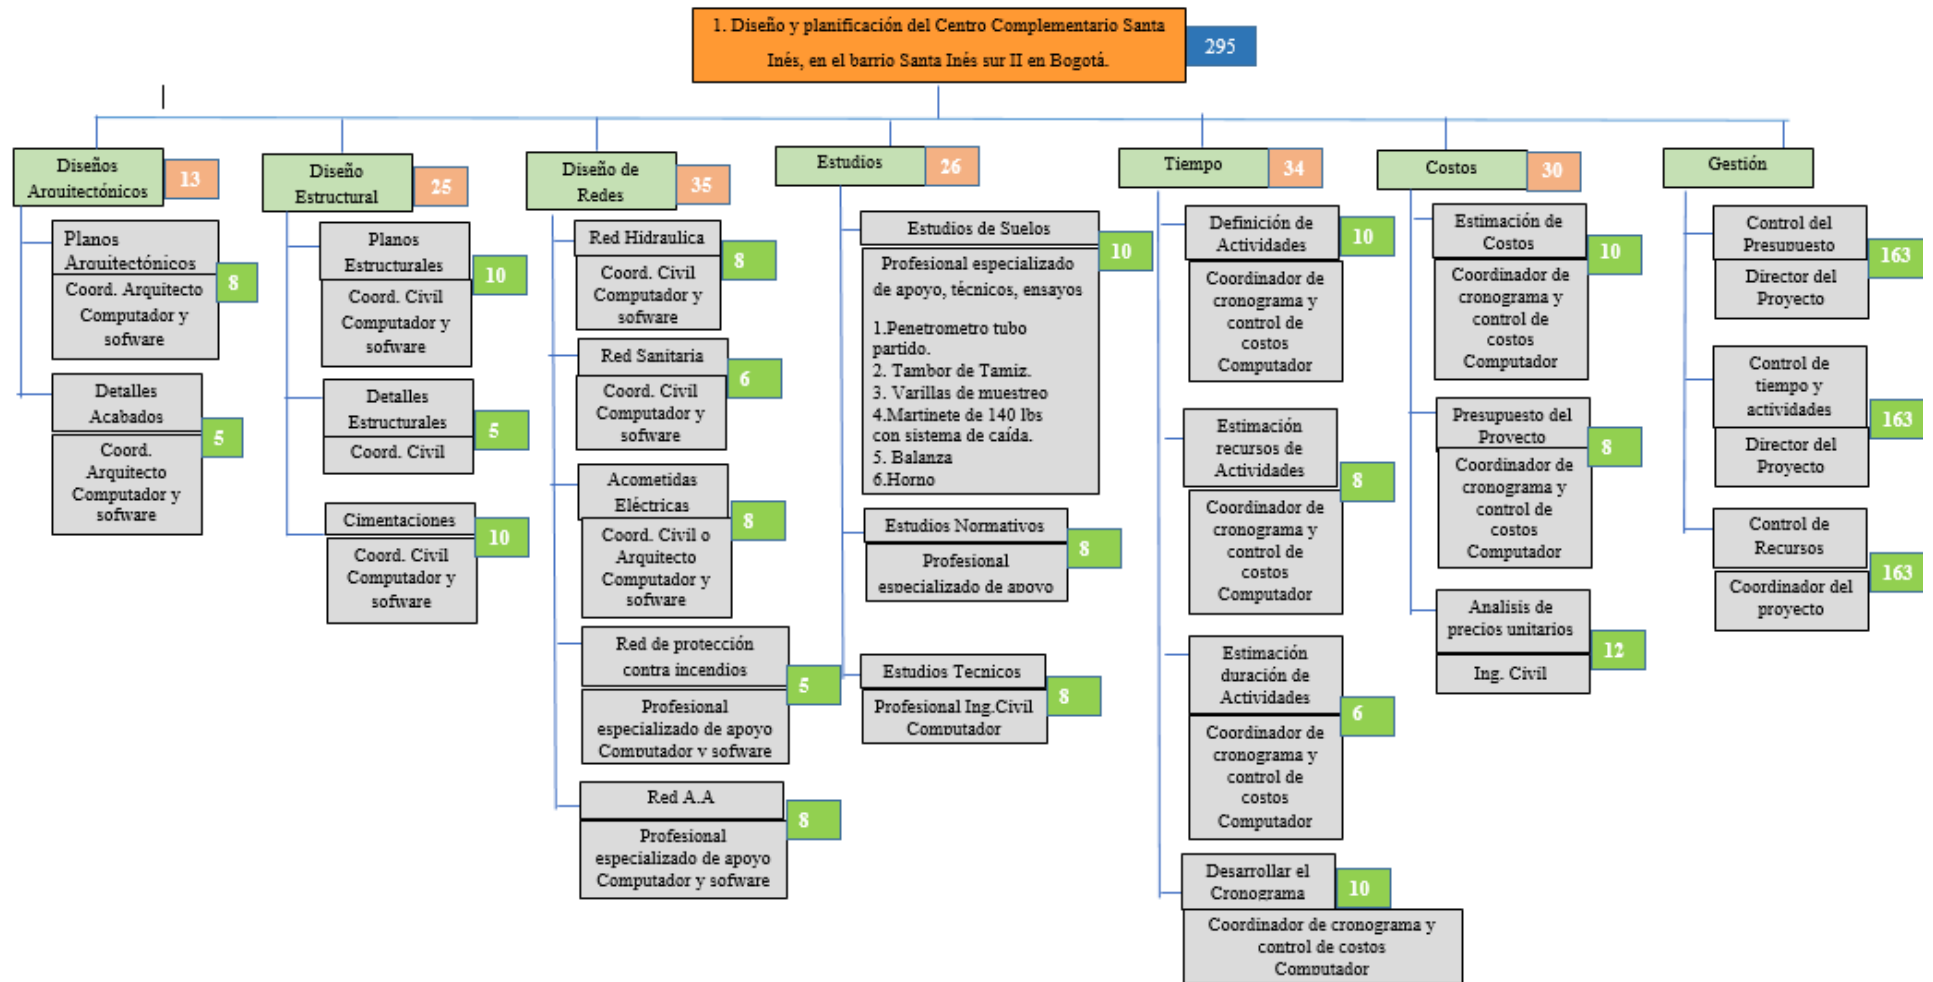 1. Diseño y planificación del Centro Complementario Santa
Inés, en el barrio Santa Inés sur II en Bogotá.
295
Diseños
Arquitectónicos
13
Planos
Arquitectónicos
8
Coord. Arquitecto
Computador y
sofware
Detalles
Acabados
5
Coord.
Arquitecto
Computador y
sofware
Diseño
Estructural
25
Planos
Estructurales
10
Coord. Civil
Computador y
sofware
Detalles
Estructurales
5
Coord. Civil
Cimentaciones
10
Coord. Civil
Computador y
sofware
Diseño de
Redes
35
Red Hidraulica
8
Coord. Civil
Computador y
sofware
Red Sanitaria
6
Coord. Civil
Computador y
sofware
Acometidas
Eléctricas
8
Coord. Civil o
Arquitecto
Computador y
sofware
Red de protección
contra incendios
5
Profesional
especializado de apoyo
Computador y sofware
Red A.A
8
Profesional
especializado de apoyo
Computador y sofware
Estudios
26
Estudios de Suelos
10
Profesional especializado
de apoyo, técnicos, ensayos
1.Penetrometro tubo
partido.
2. Tambor de Tamiz.
3. Varillas de muestreo
4.Martinete de 140 lbs
con sistema de caída.
5. Balanza
6.Horno
Estudios Normativos
8
Profesional
especializado de apoyo
Estudios Tecnicos
8
Profesional Ing.Civil
Computador
Tiempo
34
Definición de
Actividades
10
Coordinador de
cronograma y
control de
costos
Computador
Estimación
recursos de
Actividades
8
Coordinador de
cronograma y
control de
costos
Computador
Estimación
duración de
Actividades
6
Coordinador de
cronograma y
control de
costos
Computador
Desarrollar el
Cronograma
10
Coordinador de cronograma y
control de costos
Computador
Costos
30
Estimación de
Costos
10
Coordinador de
cronograma y
control de
costos
Computador
Presupuesto del
Proyecto
8
Coordinador de
cronograma y
control de
costos
Computador
Analisis de
precios unitarios
12
Ing. Civil
Gestión
Control del
Presupuesto
163
Director del
Proyecto
Control de
tiempo y
actividades
163
Director del
Proyecto
Control de
Recursos
163
Coordinador del
proyecto